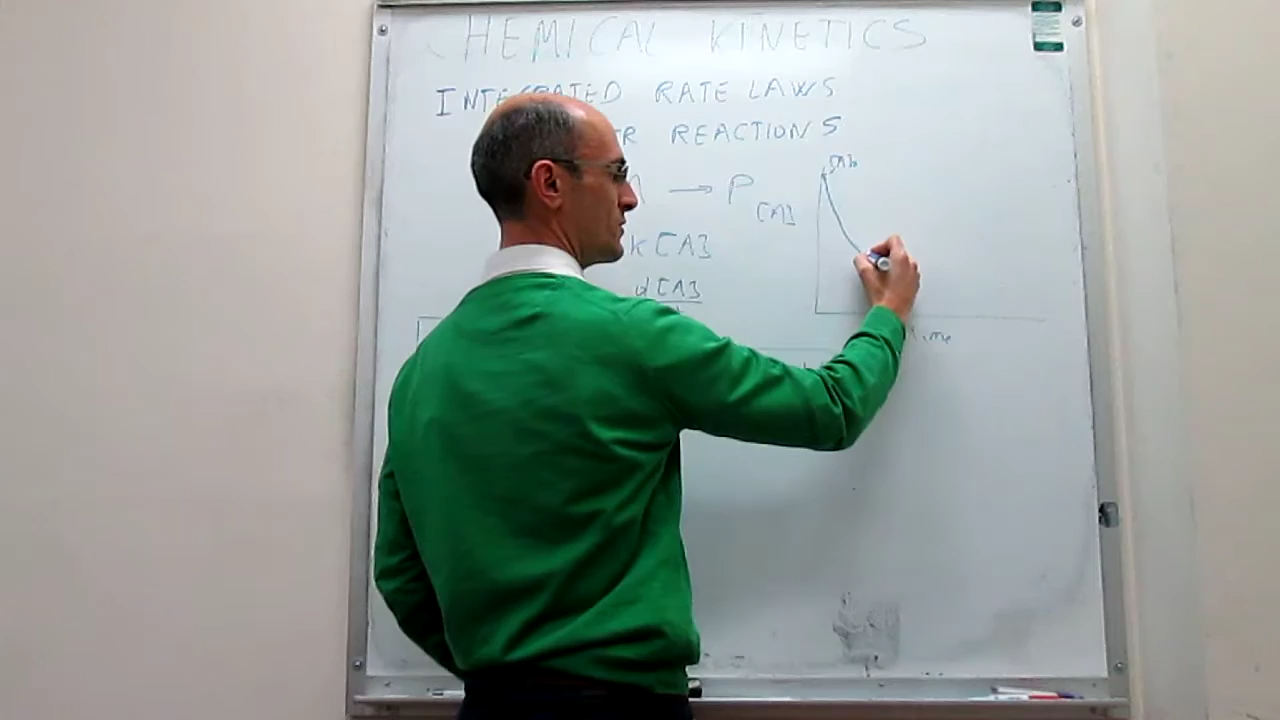 CHEMICAL KINETICS
INTEGRATED RATE LAWS
REACTIONS
→ P
[A]0
[A]
k[A]
d[A]
time